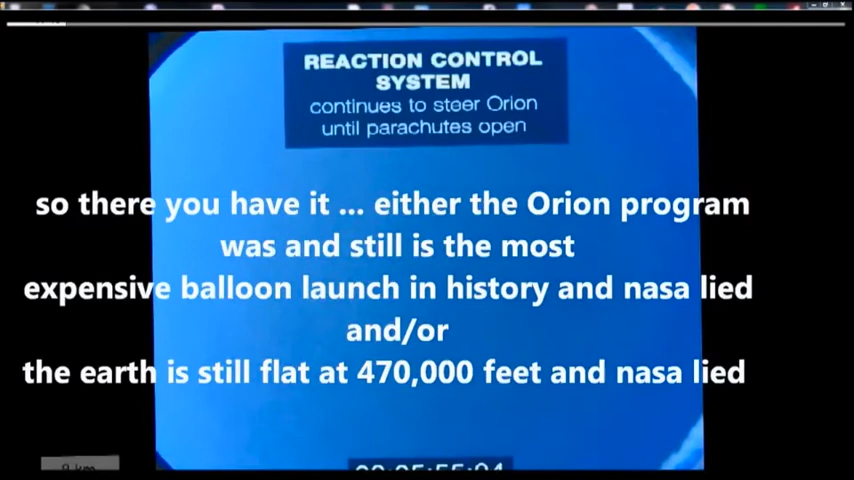 REACTION CONTROL
SYSTEM
continues to steer Orion
until parachutes open
so there you have it ... either the Orion program
was and still is the most
expensive balloon launch in history and nasa lied
and/or
the earth is still flat at 470,000 feet and nasa lied